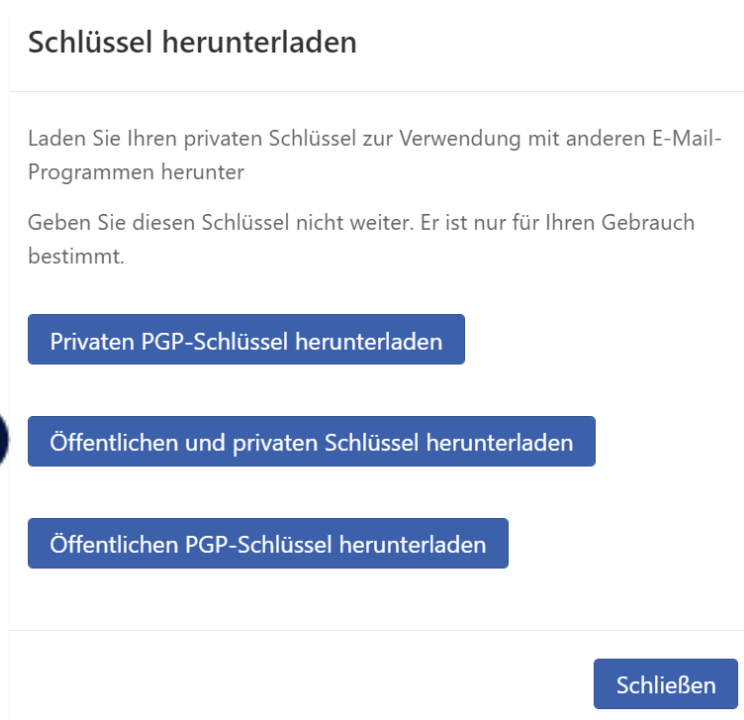 Schlüssel herunterladen
Laden Sie Ihren privaten Schlüssel zur Verwendung mit anderen E-Mail-
Programmen herunter
Geben Sie diesen Schlüssel nicht weiter. Er ist nur für Ihren Gebrauch
bestimmt.
Privaten PGP-Schlüssel herunterladen
Öffentlichen und privaten Schlüssel herunterladen
Öffentlichen PGP-Schlüssel herunterladen
Schließen